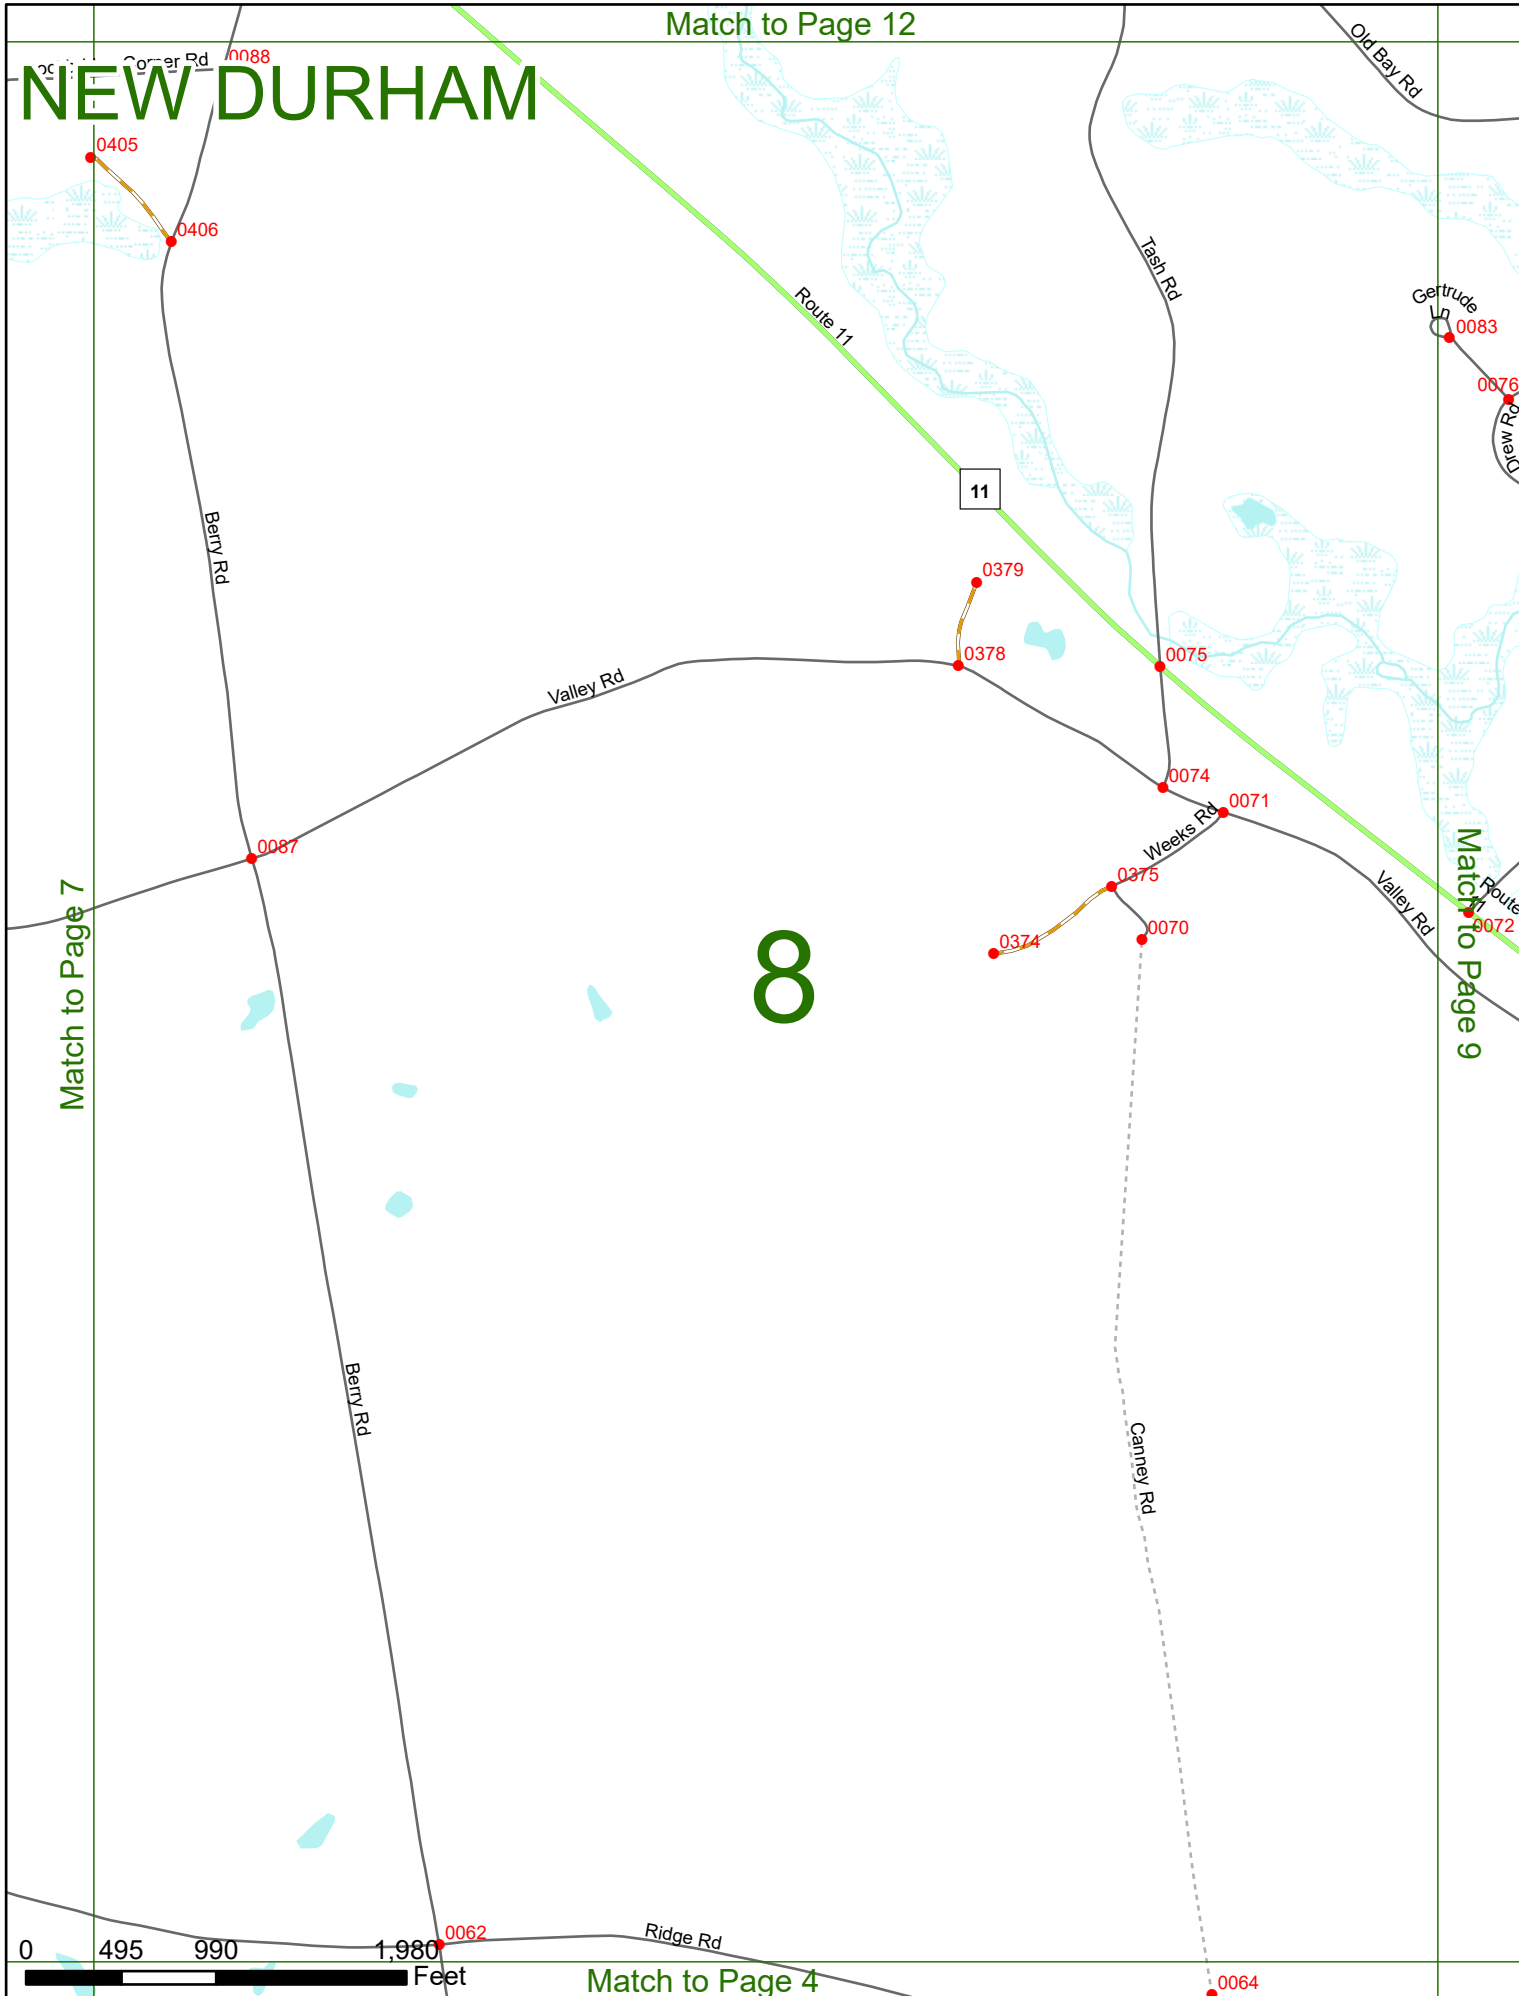 Match to Page 12
Old Bay Rd
Corner Rd
0088
NEW DURHAM
0405
0406
Tash Rd
Route 11
Gertrude
Ln
0083
0076
Drew Rd
11
Berry Rd
0379
0378
0075
Valley Rd
0074
0071
Weeks Rd
0087
0375
Valley Rd
Route
11
0072
Match to Page 7
Match to Page 9
0374
0070
8
Berry Rd
Canney Rd
0062
Ridge Rd
0 495 990 1,980
Feet
Match to Page 4
0064